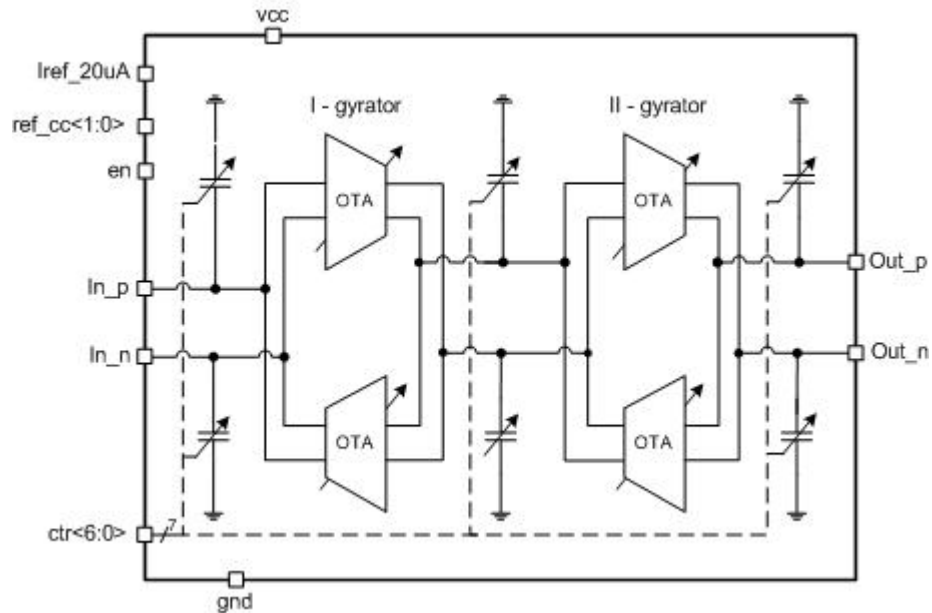 vcc
Iref_20uA
ref_cc<1:0>
en
I - gyrator
II - gyrator
OTA
OTA
In_p
In_n
Out_p
Out_n
OTA
OTA
ctr<6:0>
7
gnd